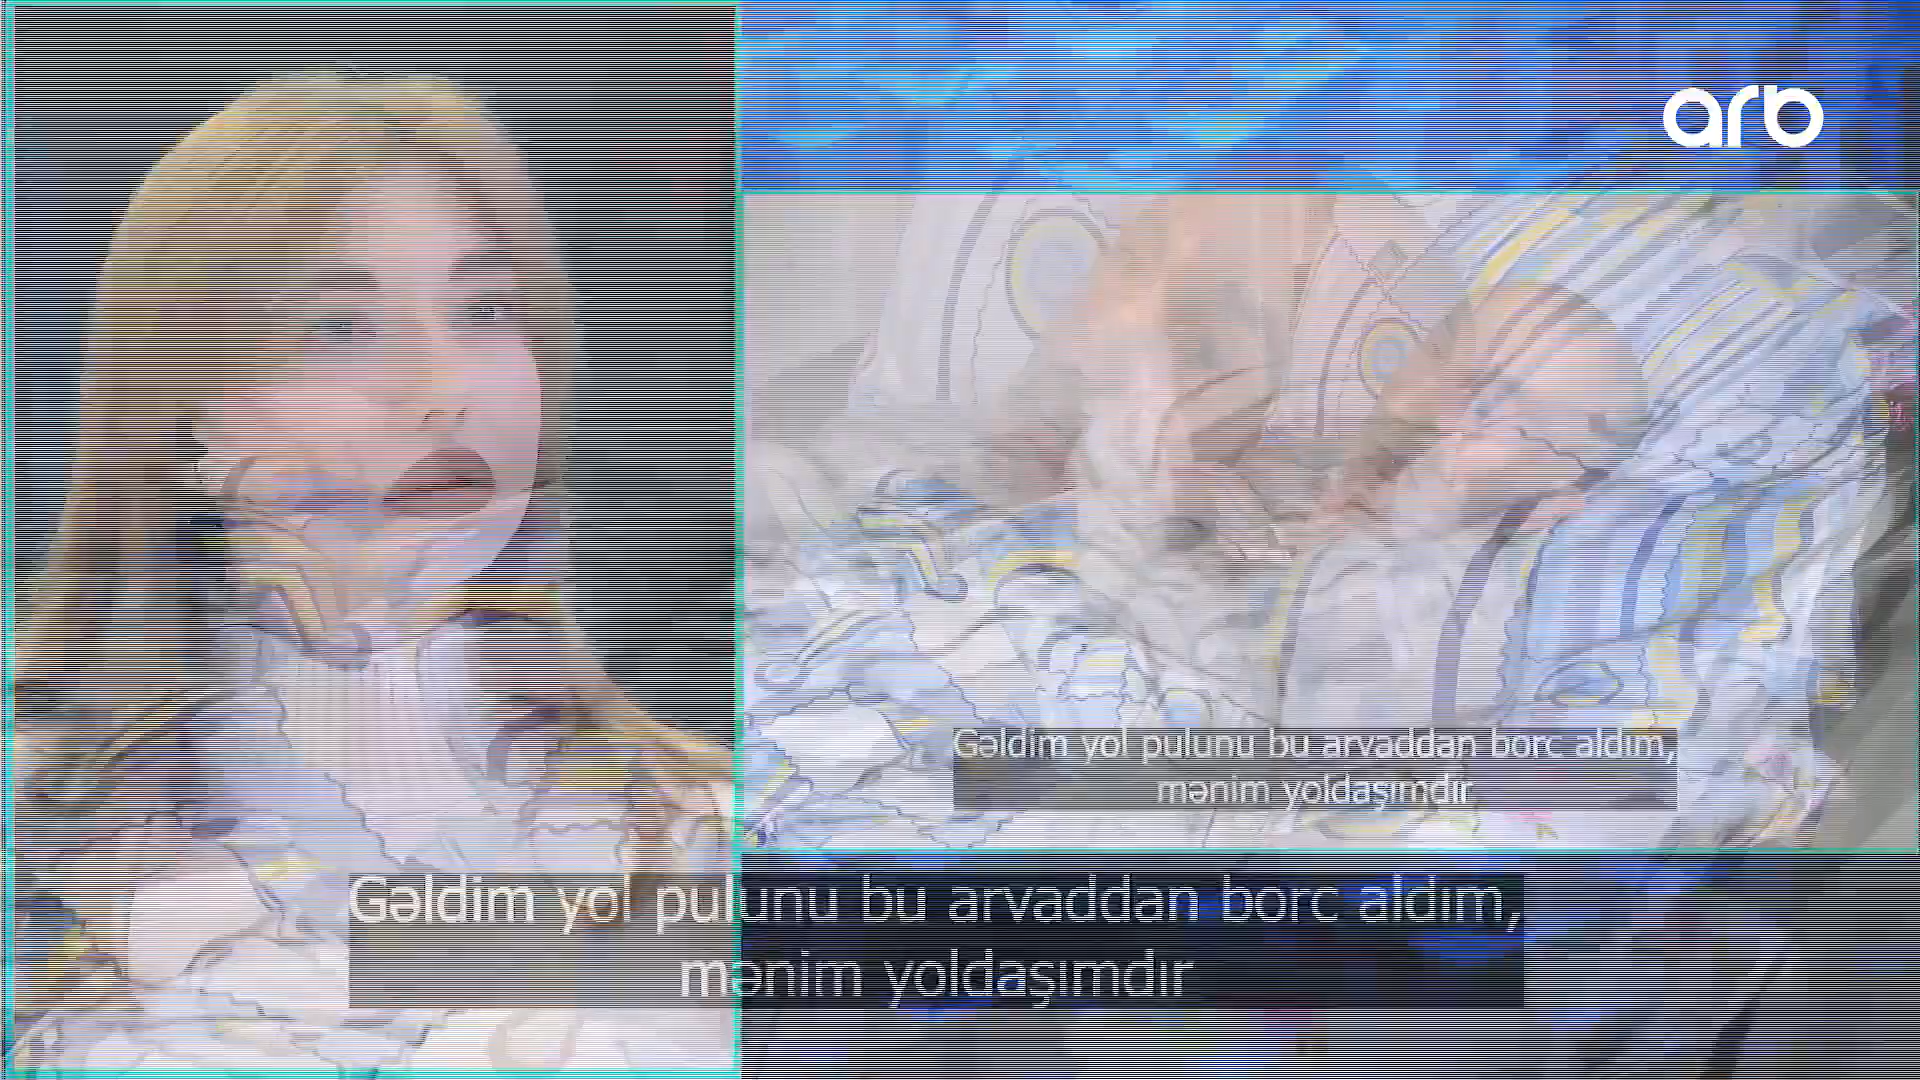 arb
Gəldim yol pulunu bu arvaddan borc aldım,
mənim yoldaşımdır
Gəldim yol pulunu bu arvaddan borc aldım,
mənim yoldaşımdır